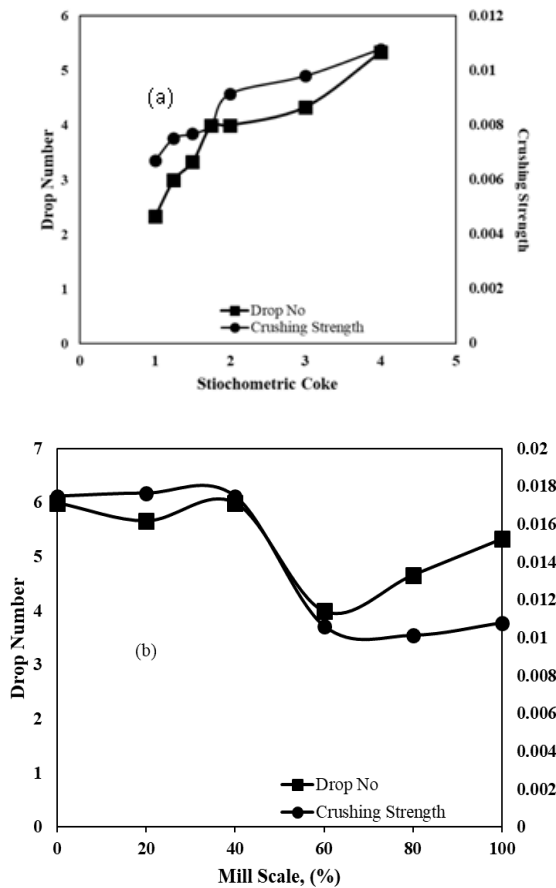 6
5
4
3
2
1
0
Drop Number
(a)
Drop No
Crushing Strength
0.012
0.01
0.008
0.006
0.004
0.002
0
Crushing Strength
0 1 2 3 4 5
Stiochometric Coke
7
6
5
4
3
2
1
0
Drop Number
(b)
Drop No
Crushing Strength
0.02
0.018
0.016
0.014
0.012
0.01
0.008
0.006
0.004
0.002
0
0 20 40 60 80 100
Mill Scale, (%)